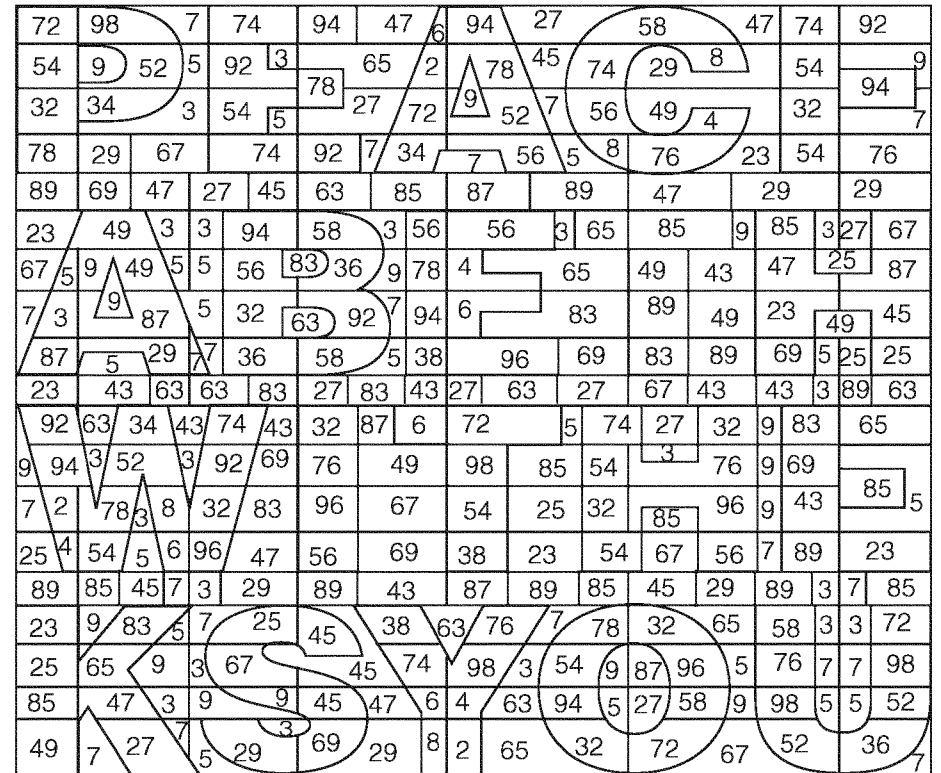 72 98 7 74 94 47 6 94 27 58 47 74 92
54 9 52 5 92 3 78 65 2 78 45 74 29 8 54 94 9
32 34 3 54 5 27 72 9 52 7 56 49 4 32 7
78 29 67 74 92 7 34 7 56 5 8 76 23 54 76
89 69 47 27 45 63 85 87 89 47 29 29
23 49 3 3 94 58 3 56 56 3 65 85 9 85 3 27 67
67 5 9 49 5 5 56 83 36 9 78 4 65 49 43 47 25 87
7 3 9 87 5 32 63 92 7 94 6 83 89 49 23 49 45
87 5 29 7 36 58 5 38 96 69 83 89 69 5 25 25
23 43 63 63 83 27 83 43 27 63 27 67 43 43 3 89 63
92 63 34 43 74 43 32 87 6 72 5 74 27 32 9 83 65
9 94 3 52 3 92 69 76 49 98 85 54 3 76 9 69 85
7 2 78 3 8 32 83 96 67 54 25 32 85 96 9 43 5
25 4 54 5 6 96 47 56 69 38 23 54 67 56 7 89 23
89 85 45 7 3 29 89 43 87 89 85 45 29 89 3 7 85
23 9 83 5 7 25 45 38 63 76 7 78 32 65 58 3 3 72
25 65 9 3 67 45 74 98 3 54 9 87 96 5 76 7 7 98
85 47 3 9 9 45 47 6 4 63 94 5 27 58 9 98 5 5 52
49 7 27 7 5 29 3 69 29 8 2 65 32 72 67 52 36 7